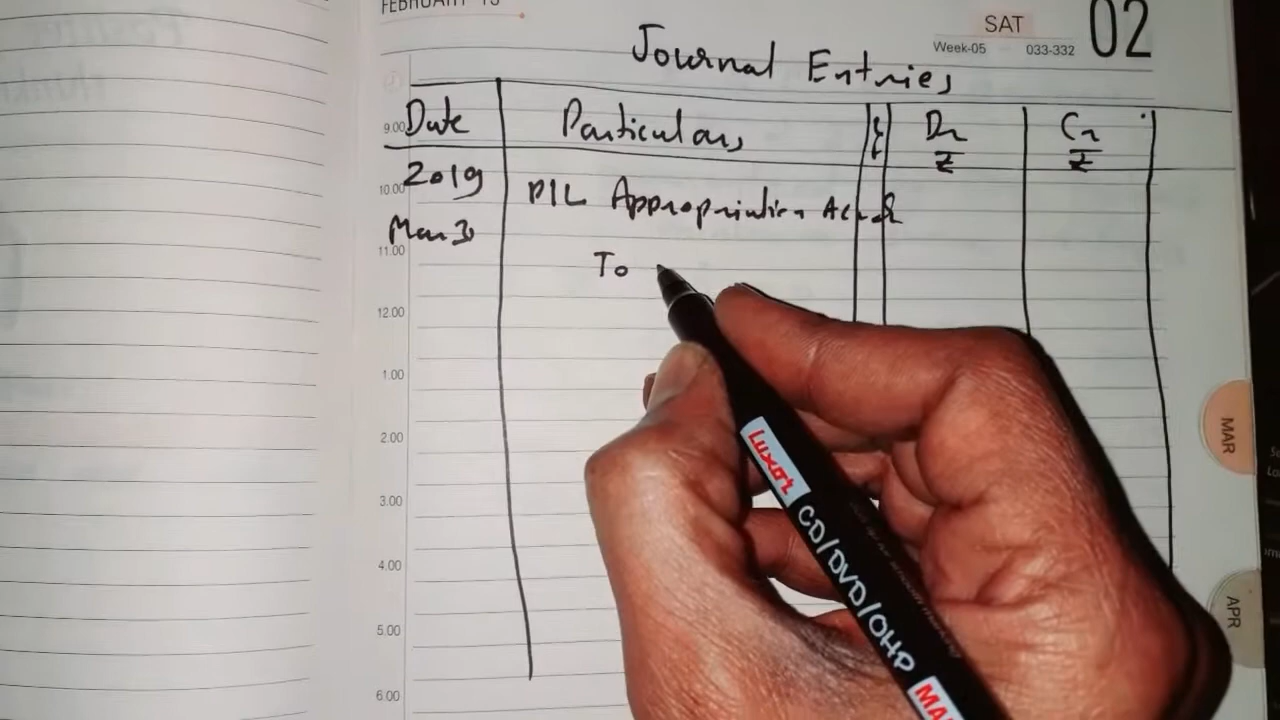 FEBRUARY
SAT
02
Week-05
033-332
Journal Entries
Date
Particulars
Dr
Cr
9.00
2019
P/L Appropriation A/c
10.00
Mar 31
11.00
To
12.00
1.00
2.00
3.00
4.00
5.00
6.00
MAR
APR
Luxor
CD/DVD/OHP
MA